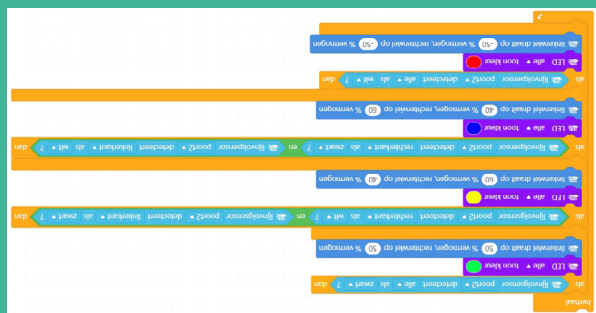 herhaal
als lijnvolgsensor poort2 detecteert alle als zwart ? dan
LED alle toon kleur
linkerwiel draait op 50 % vermogen, rechterwiel op 50 % vermogen
als lijnvolgsensor poort2 detecteert rechterkant als wit ? en lijnvolgsensor poort2 detecteert linkerkant als zwart ? dan
LED alle toon kleur
linkerwiel draait op 60 % vermogen, rechterwiel op 40 % vermogen
als lijnvolgsensor poort2 detecteert rechterkant als zwart ? en lijnvolgsensor poort2 detecteert linkerkant als wit ? dan
LED alle toon kleur
linkerwiel draait op 40 % vermogen, rechterwiel op 60 % vermogen
als lijnvolgsensor poort2 detecteert alle als wit ? dan
LED alle toon kleur
linkerwiel draait op -50 % vermogen, rechterwiel op -50 % vermogen